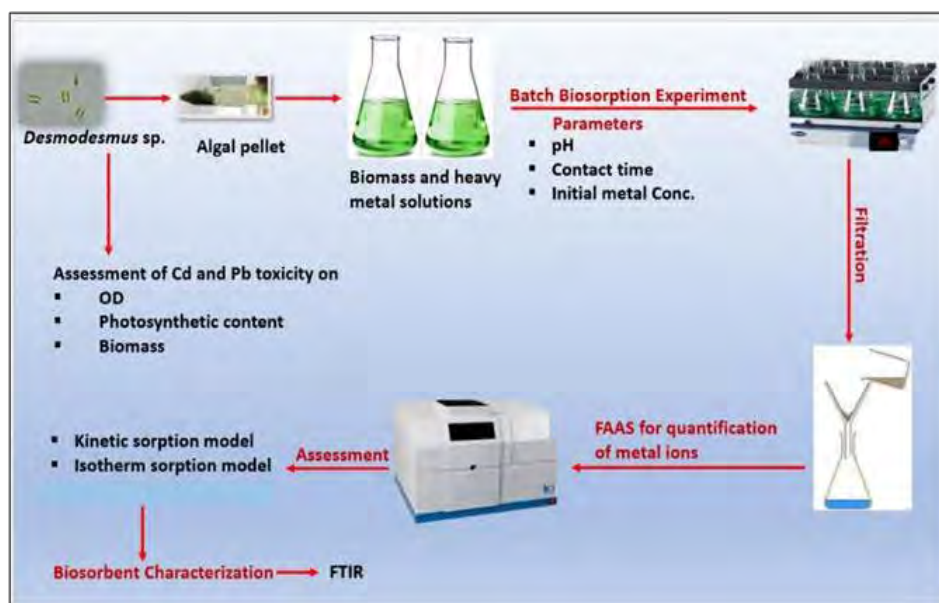 Desmodesmus sp.
Algal pellet
Biomass and heavy
metal solutions
Batch Biosorption Experiment
Parameters
▪ pH
▪ Contact time
▪ Initial metal Conc.
Filtration
Assessment of Cd and Pb toxicity on
▪ OD
▪ Photosynthetic content
▪ Biomass
FAAS for quantification
of metal ions
Assessment
▪ Kinetic sorption model
▪ Isotherm sorption model
Biosorbent Characterization
FTIR